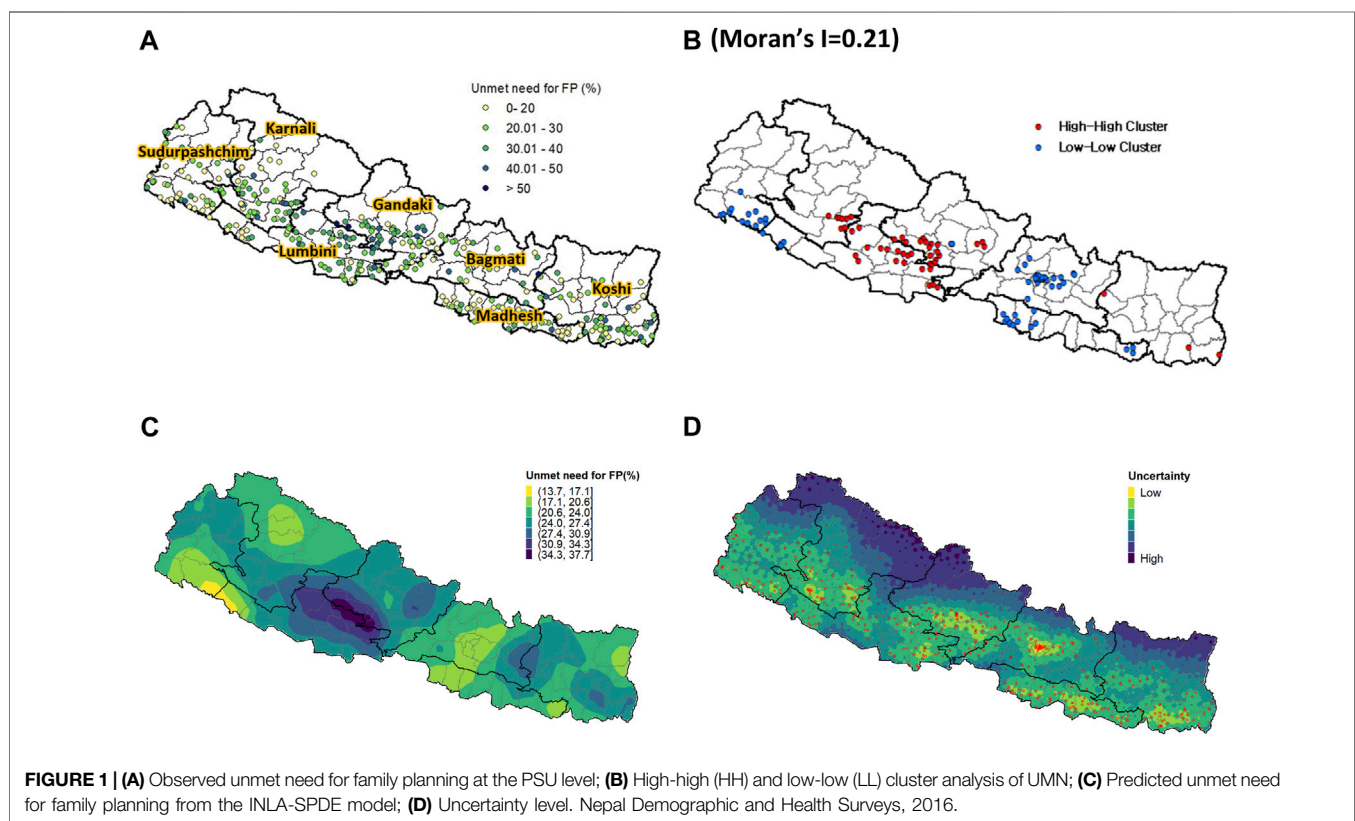 A
Unmet need for FP (%)
0- 20
20.01 - 30
30.01 - 40
40.01 - 50
> 50
Karnali
Sudurpashchim
Gandaki
Lumbini
Bagmati
Koshi
Madhesh
B (Moran's I=0.21)
High-High Cluster
Low-Low Cluster
C
Unmet need for FP(%)
(13.7, 17.1]
(17.1, 20.6]
(20.6, 24.0]
(24.0, 27.4]
(27.4, 30.9]
(30.9, 34.3]
(34.3, 37.7]
D
Uncertainty
Low
High
FIGURE 1 | (A) Observed unmet need for family planning at the PSU level; (B) High-high (HH) and low-low (LL) cluster analysis of UMN; (C) Predicted unmet need
for family planning from the INLA-SPDE model; (D) Uncertainty level. Nepal Demographic and Health Surveys, 2016.